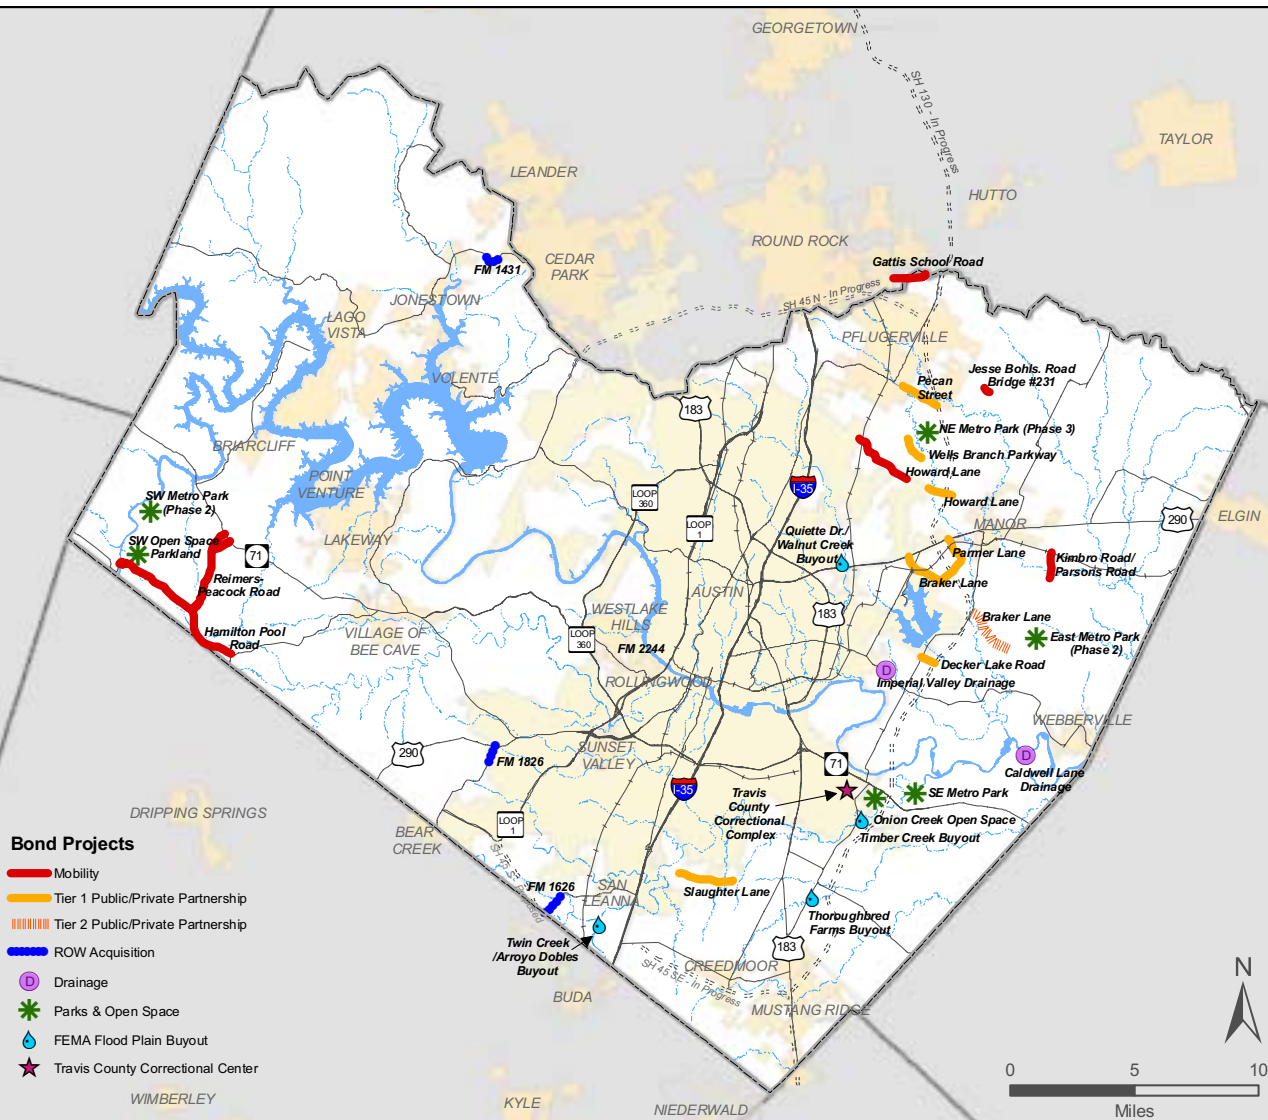 GEORGETOWN
SH 130 - In Progress
TAYLOR
LEANDER
HUTTO
ROUND ROCK
CEDAR
PARK
Gattis School Road
FM 1431
SH 45 N - In Progress
JONESTOWN
LAGO
VISTA
PFLUGERVILLE
VOLENTE
Jesse Bohls. Road
Bridge #231
Pecan
Street
183
NE Metro Park (Phase 3)
BRIARCLIFF
Wells Branch Parkway
POINT
VENTURE
Howard Lane
I-35
SW Metro Park
(Phase 2)
LOOP
360
Howard Lane
LOOP
1
MANOR
290
ELGIN
Quiette Dr./
Walnut Creek
Buyout
SW Open Space
Parkland
LAKEWAY
71
Parmer Lane
Kimbro Road/
Parsons Road
Reimers-
Peacock Road
Braker Lane
AUSTIN
WESTLAKE
HILLS
183
Braker Lane
Hamilton Pool
Road
VILLAGE OF
BEE CAVE
LOOP
360
FM 2244
East Metro Park
(Phase 2)
Decker Lake Road
D
Imperial Valley Drainage
ROLLINGWOOD
WEBBERVILLE
290
FM 1826
SUNSET
VALLEY
71
D
Caldwell Lane
Drainage
I-35
Travis
County
Correctional
Complex
SE Metro Park
DRIPPING SPRINGS
LOOP
1
Onion Creek Open Space
Timber Creek Buyout
BEAR
CREEK
FM 1626
SAN
LEANNA
Slaughter Lane
Thoroughbred
Farms Buyout
Twin Creek
/Arroyo Dobles
Buyout
183
SH 45 SE - In Progress
CREEDMOOR
BUDA
MUSTANG RIDGE
WIMBERLEY
KYLE
NIEDERWALD
Bond Projects
Mobility
Tier 1 Public/Private Partnership
Tier 2 Public/Private Partnership
ROW Acquisition
D
Drainage
Parks & Open Space
FEMA Flood Plain Buyout
Travis County Correctional Center
N
0 5 10
Miles